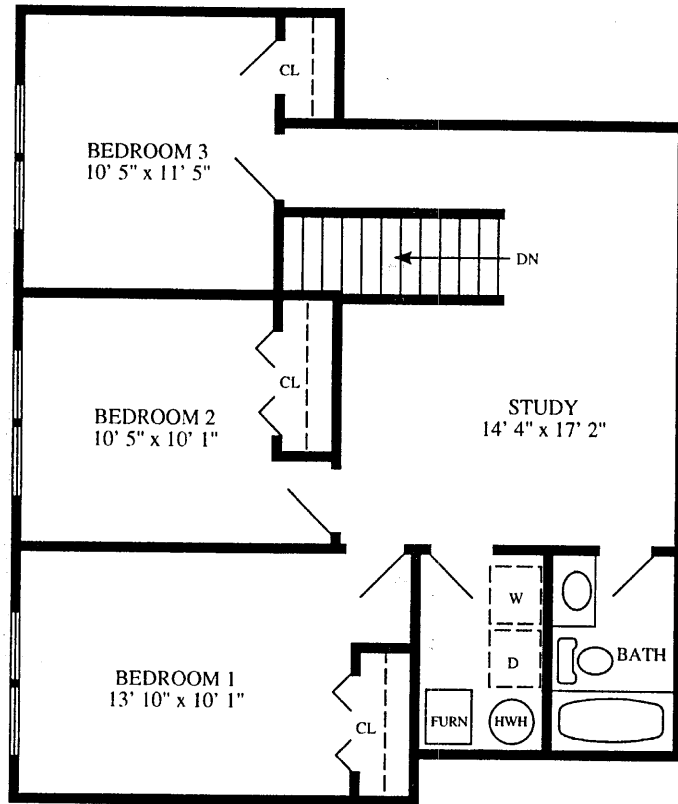 CL
BEDROOM 3
10' 5" x 11' 5"
DN
CL
BEDROOM 2
10' 5" x 10' 1"
STUDY
14' 4" x 17' 2"
W
D
BATH
BEDROOM 1
13' 10" x 10' 1"
CL
FURN
HWH